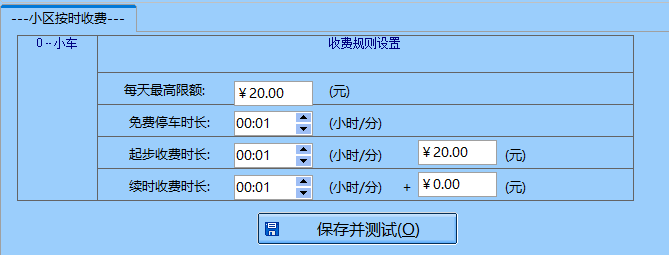 ---小区按时收费---
0 -- 小车
收费规则设置
每天最高限额: ￥20.00 (元)
免费停车时长: 00:01 (小时/分)
起步收费时长: 00:01 (小时/分) ￥20.00 (元)
续时收费时长: 00:01 (小时/分) + ￥0.00 (元)
保存并测试(O)